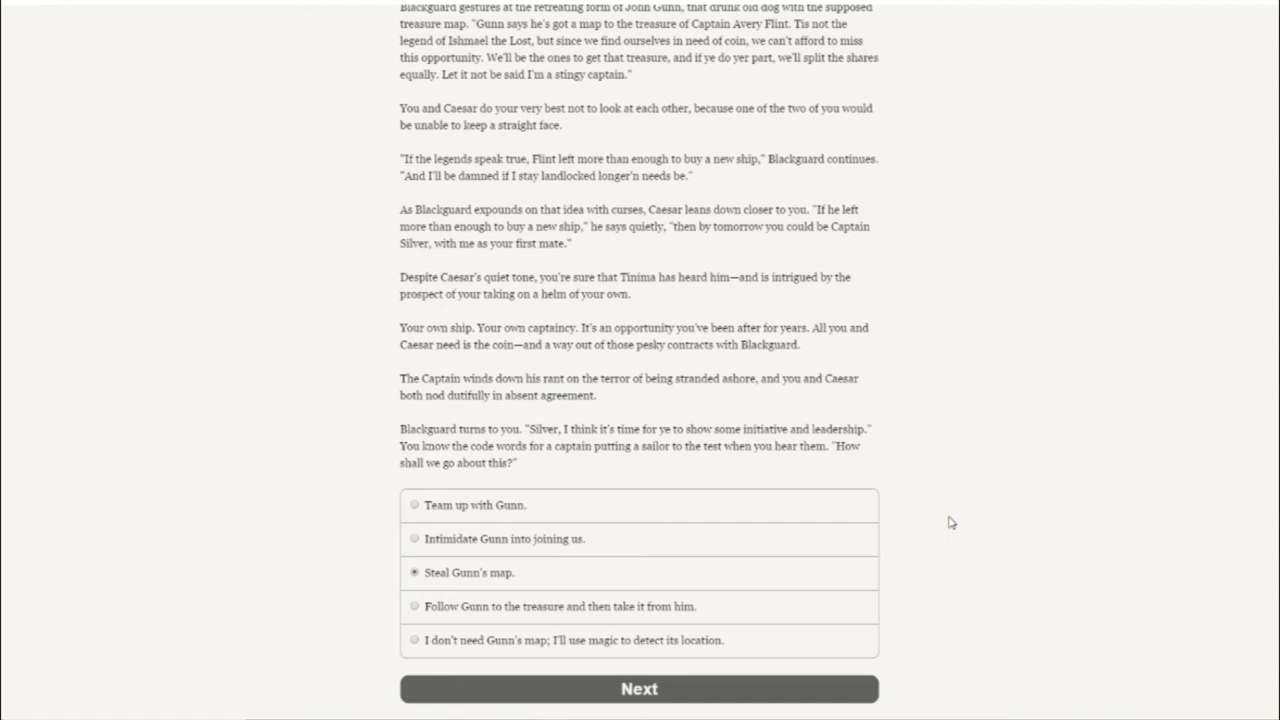 Blackguard gestures at the retreating form of John Gunn, that drunk old dog with the supposed
treasure map. "Gunn says he's got a map to the treasure of Captain Avery Flint. Tis not the
legend of Ishmael the Lost, but since we find ourselves in need of coin, we can't afford to miss
this opportunity. We'll be the ones to get that treasure, and if ye do yer part, we'll split the shares
equally. Let it not be said I'm a stingy captain."
You and Caesar do your very best not to look at each other, because one of the two of you would
be unable to keep a straight face.
"If the legends speak true, Flint left more than enough to buy a new ship," Blackguard continues.
"And I'll be damned if I stay landlocked longer'n needs be."
As Blackguard expounds on that idea with curses, Caesar leans down closer to you. "If he left
more than enough to buy a new ship," he says quietly, "then by tomorrow you could be Captain
Silver, with me as your first mate."
Despite Caesar's quiet tone, you're sure that Tinima has heard him—and is intrigued by the
prospect of your taking on a helm of your own.
Your own ship. Your own captaincy. It's an opportunity you've been after for years. All you and
Caesar need is the coin—and a way out of those pesky contracts with Blackguard.
The Captain winds down his rant on the terror of being stranded ashore, and you and Caesar
both nod dutifully in absent agreement.
Blackguard turns to you. "Silver, I think it's time for ye to show some initiative and leadership."
You know the code words for a captain putting a sailor to the test when you hear them. "How
shall we go about this?"
Team up with Gunn.
Intimidate Gunn into joining us.
Steal Gunn's map.
Follow Gunn to the treasure and then take it from him.
I don't need Gunn's map; I'll use magic to detect its location.
Next